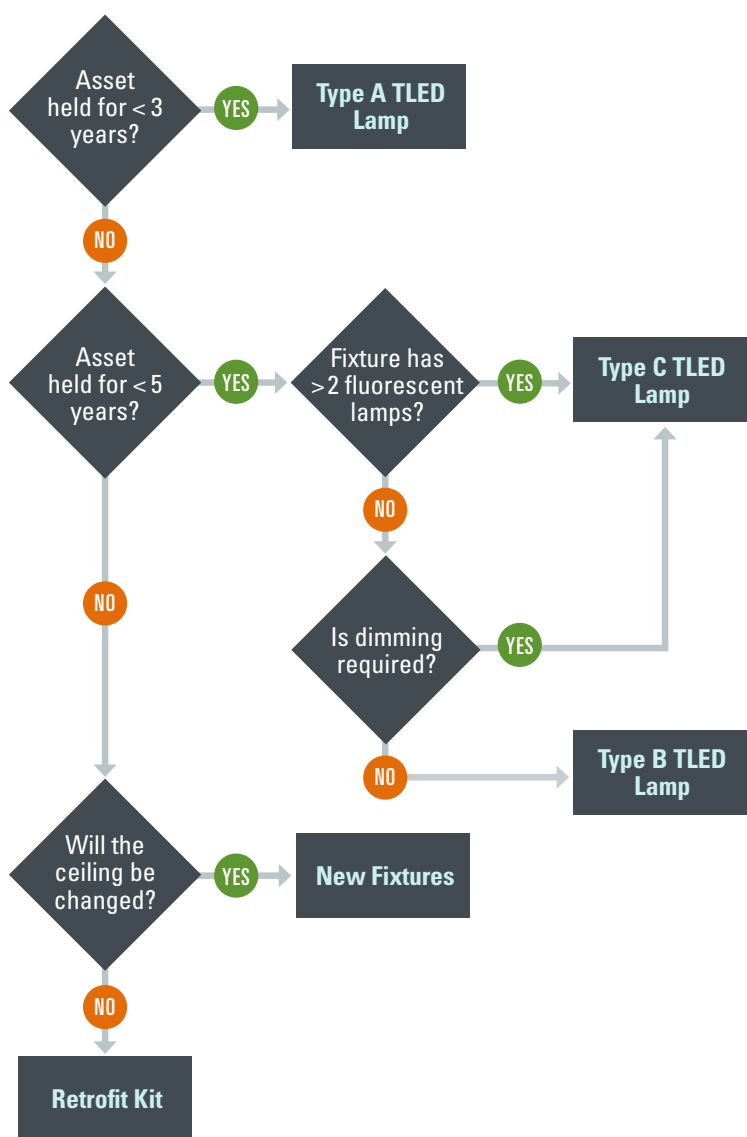 Asset
held for < 3
years?
YES
Type A TLED
Lamp
NO
Asset
held for < 5
years?
YES
Fixture has
>2 fluorescent
lamps?
YES
Type C TLED
Lamp
NO
NO
Is dimming
required?
YES
NO
Type B TLED
Lamp
Will the
ceiling be
changed?
YES
New Fixtures
NO
Retrofit Kit